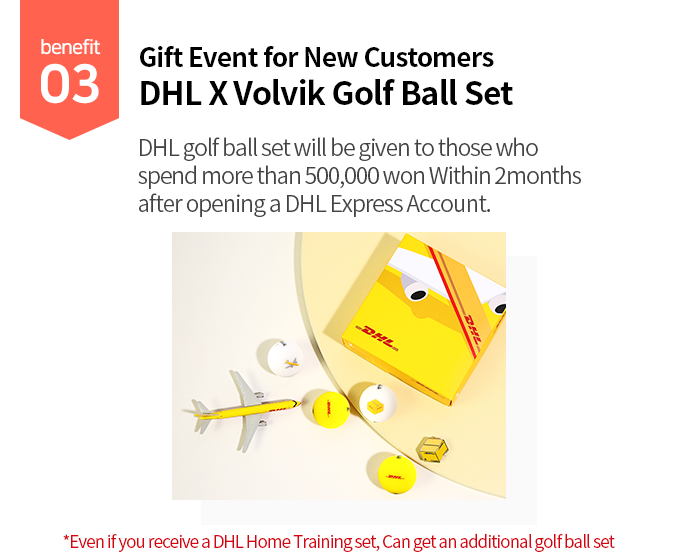 benefit
03
Gift Event for New Customers
DHL X Volvik Golf Ball Set
DHL golf ball set will be given to those who
spend more than 500,000 won Within 2months
after opening a DHL Express Account.
DHL
DHL
DHL
DHL
*Even if you receive a DHL Home Training set, Can get an additional golf ball set